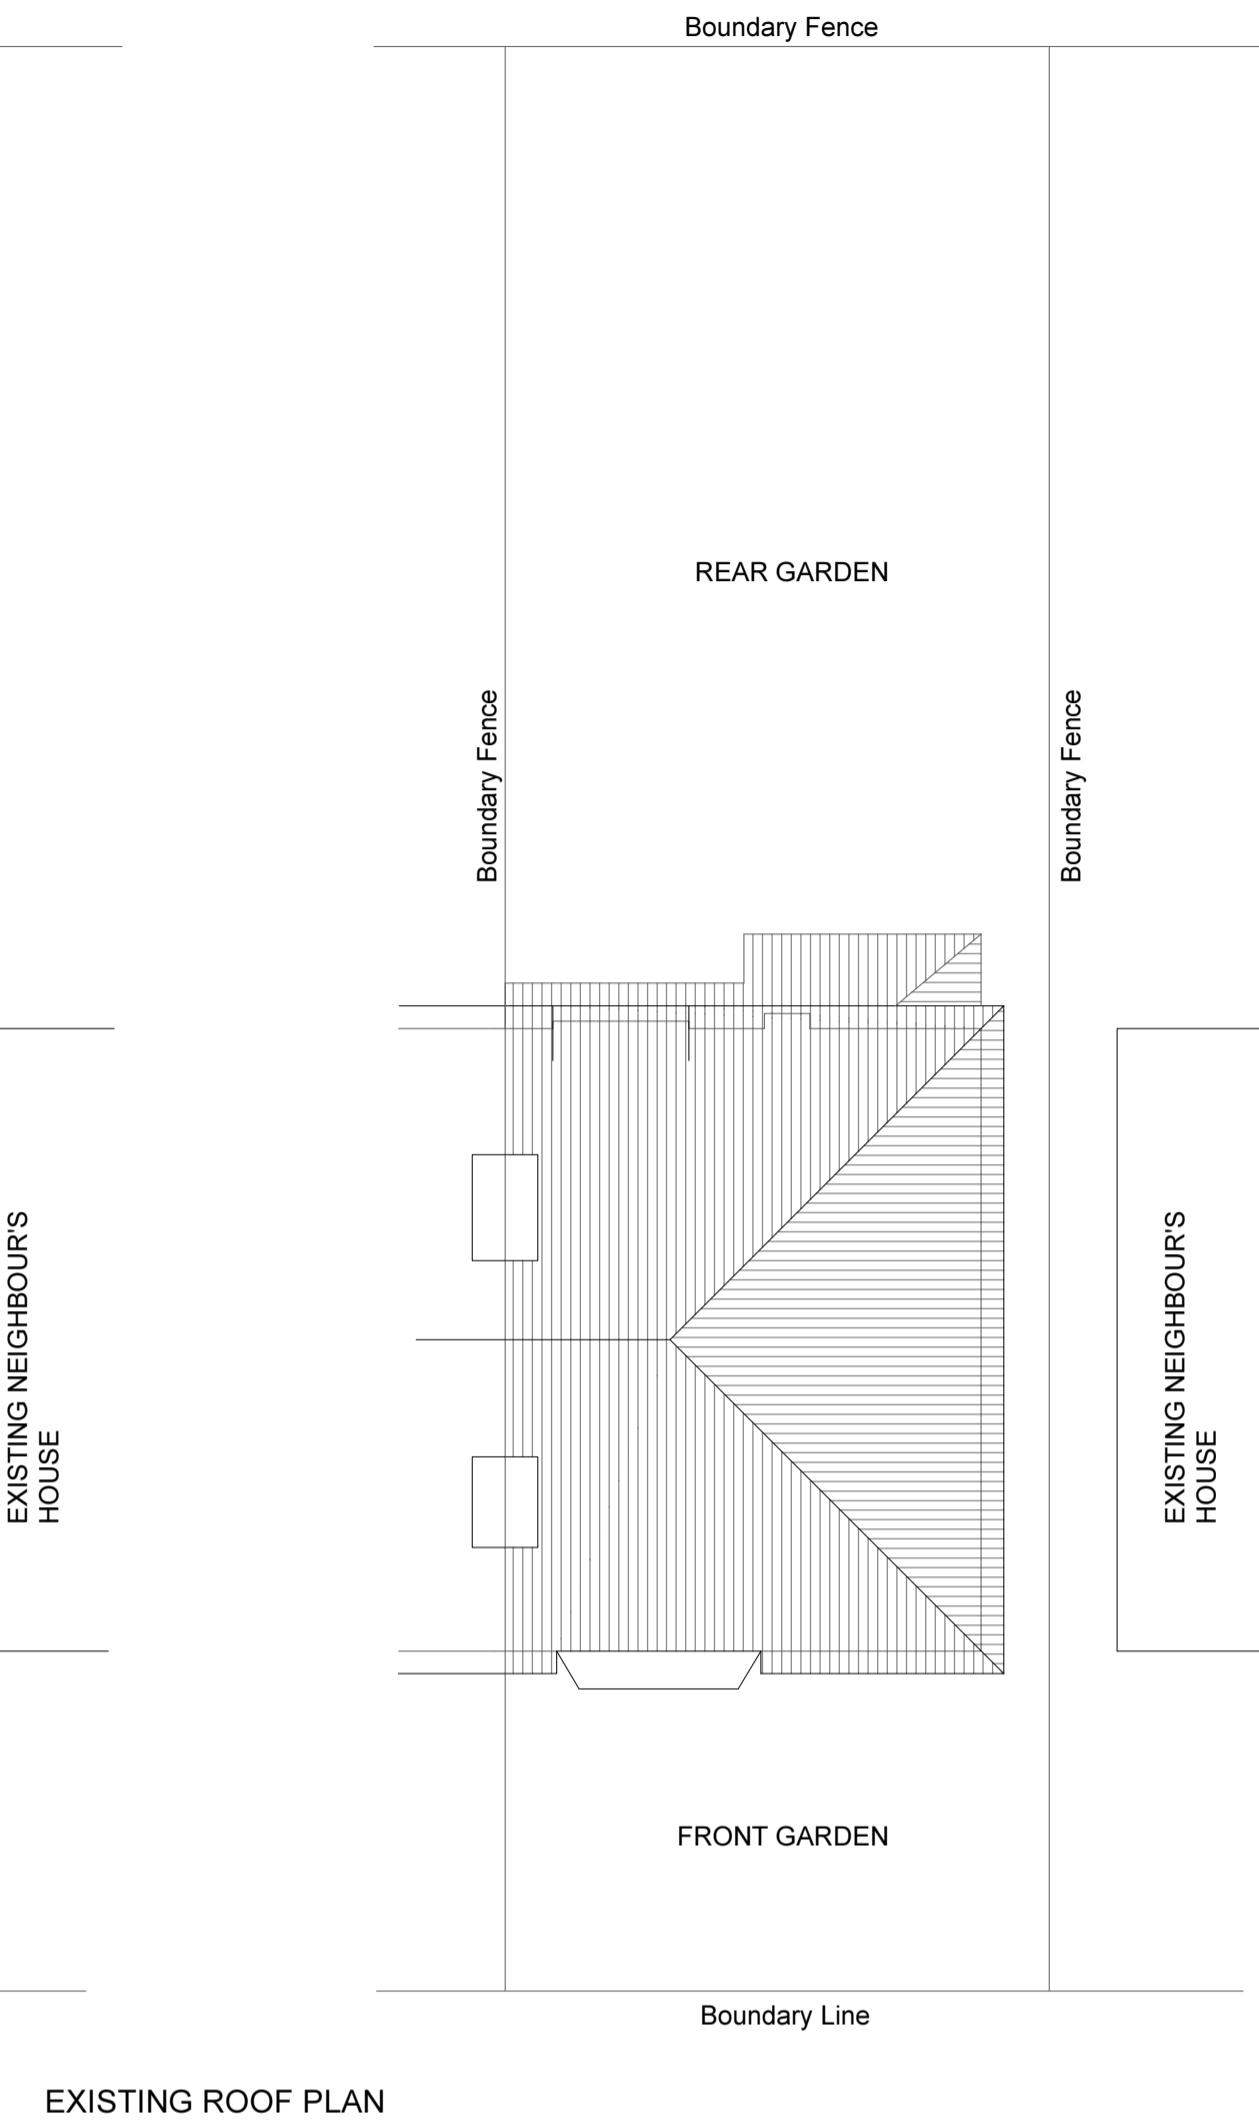 Boundary Fence
REAR GARDEN
Boundary Fence
Boundary Fence
EXISTING NEIGHBOUR'S
HOUSE
EXISTING NEIGHBOUR'S
HOUSE
FRONT GARDEN
Boundary Line
EXISTING ROOF PLAN